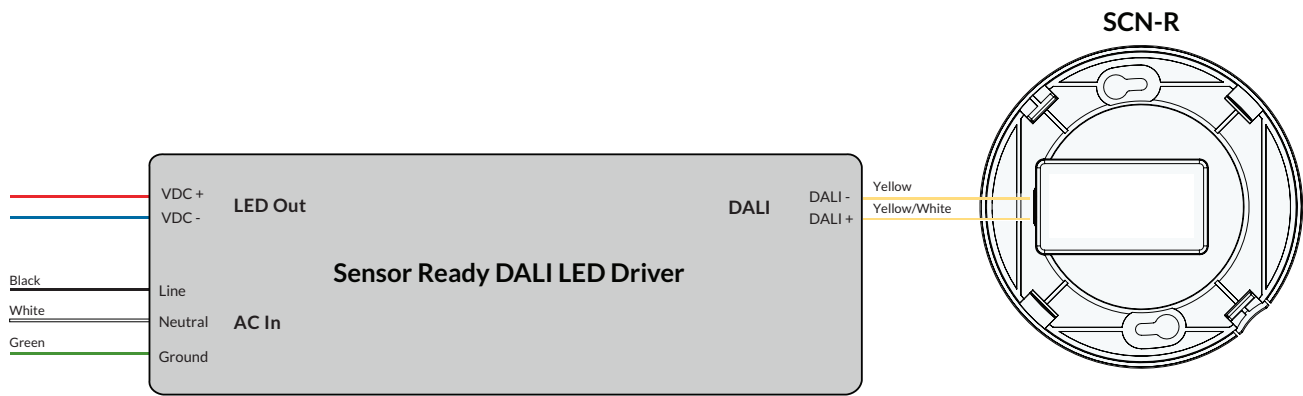 SCN-R
VDC +
VDC -
LED Out
DALI
DALI -
DALI +
Yellow
Yellow/White
Sensor Ready DALI LED Driver
Black
White
Green
Line
Neutral
Ground
AC In